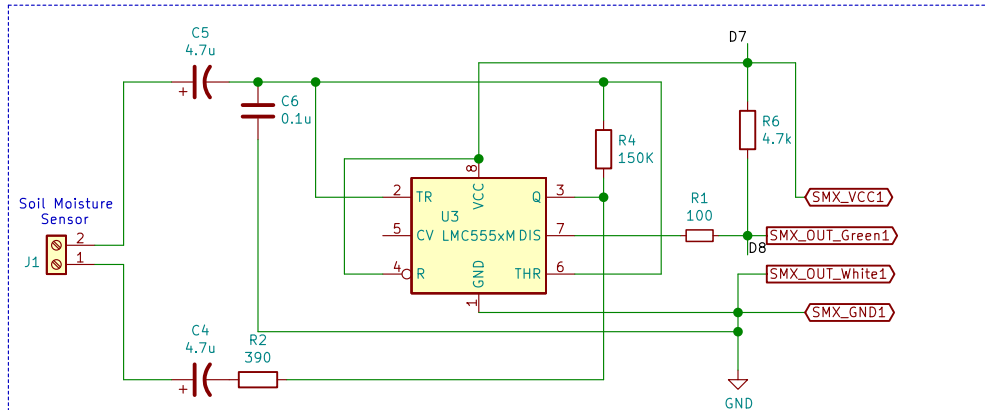 C5
4.7u
+
D7
C6
0.1u
R4
150K
R6
4.7k
8
VCC
SMX_VCC1
Soil Moisture
Sensor
2
TR
Q
3
R1
100
U3
2
J1
1
5
CV
LMC555xM
DIS
7
SMX_OUT_Green1
D8
4
R
GND
THR
6
SMX_OUT_White1
1
SMX_GND1
C4
4.7u
R2
390
+
GND